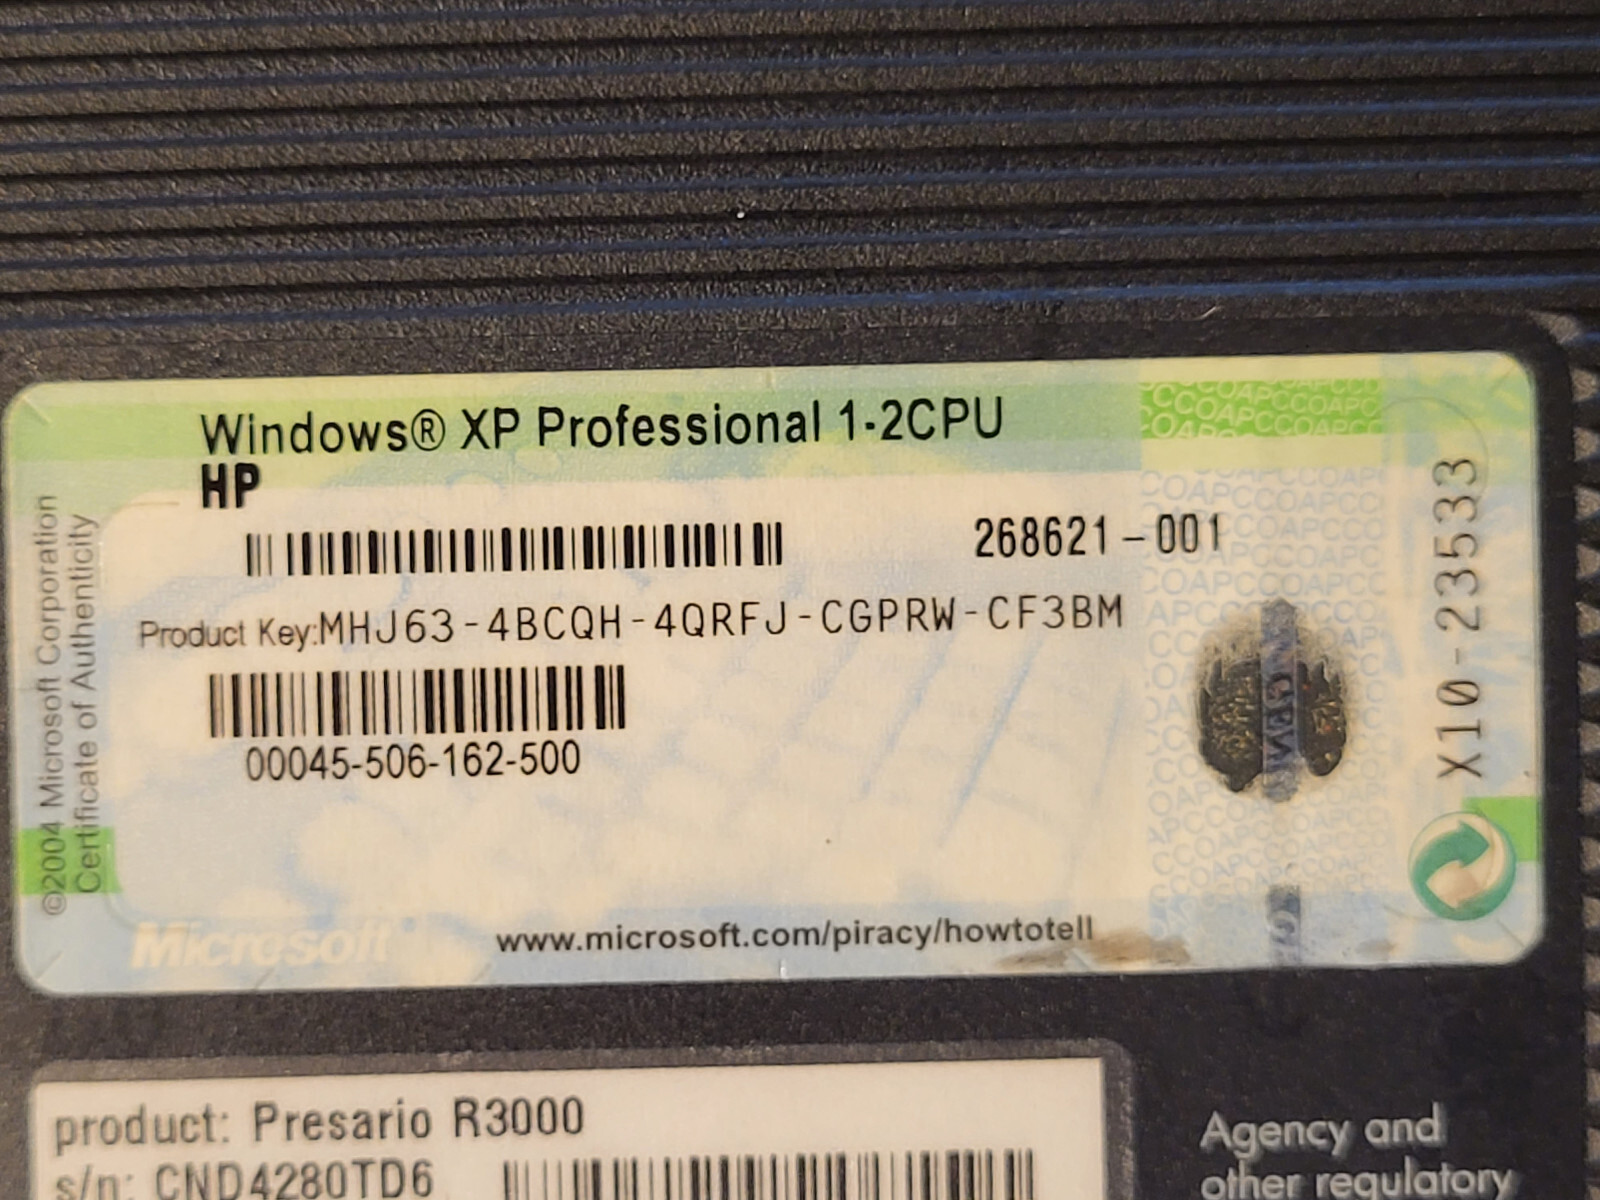 Windows® XP Professional 1-2CPU
HP
268621-001
Product Key:MHJ63-4BCQH-4QRFJ-CGPRW-CF3BM
00045-506-162-500
©2004 Microsoft Corporation
Certificate of Authenticity
X10-23533
Microsoft
www.microsoft.com/piracy/howtotell
product: Presario R3000
s/n: CND4280TD6
Agency and
other regulatory